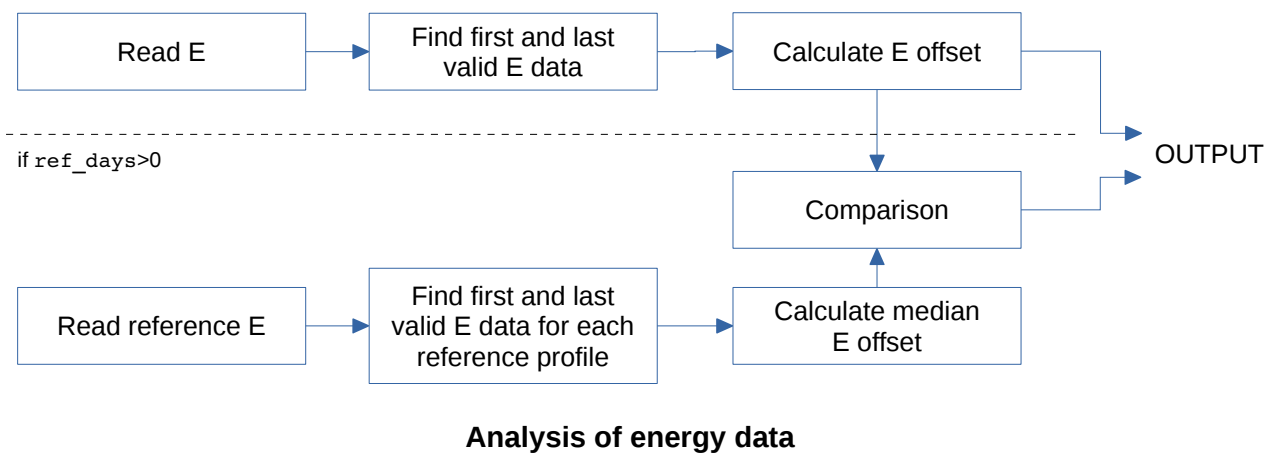 Read E
Find first and last
valid E data
Calculate E offset
if ref_days>0
OUTPUT
Comparison
Read reference E
Find first and last
valid E data for each
reference profile
Calculate median
E offset
Analysis of energy data